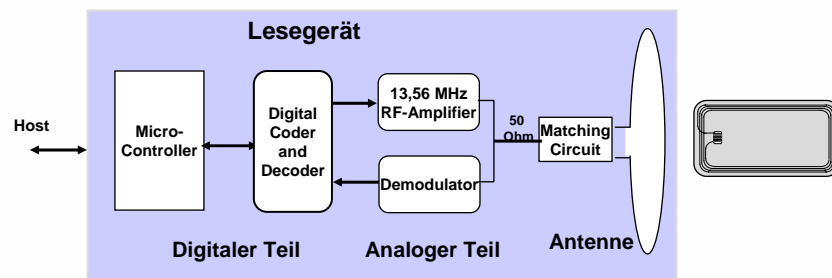 Lesegerät
Host
Micro-
Controller
Digital
Coder
and
Decoder
13,56 MHz
RF-Amplifier
Demodulator
50
Ohm
Matching
Circuit
Digitaler Teil
Analoger Teil
Antenne